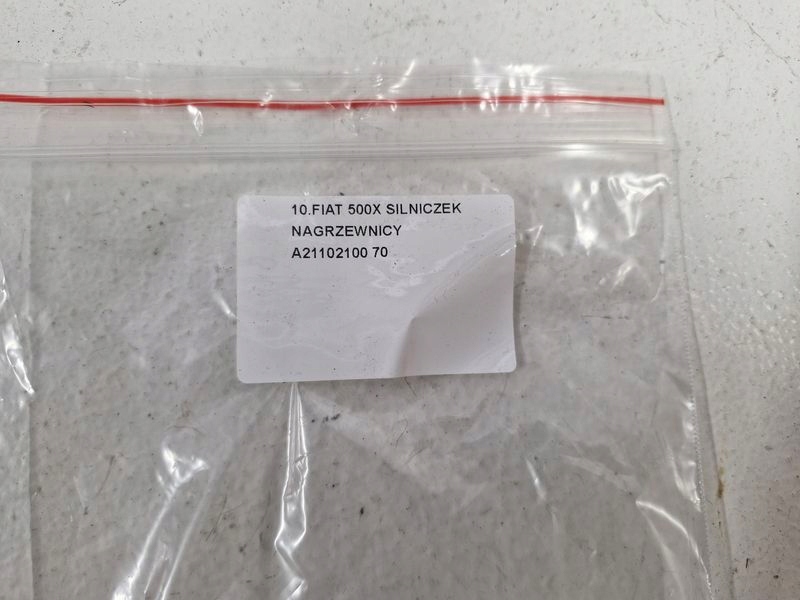 10.FIAT 500X SILNICZEK
NAGRZEWNICY
A21102100 70